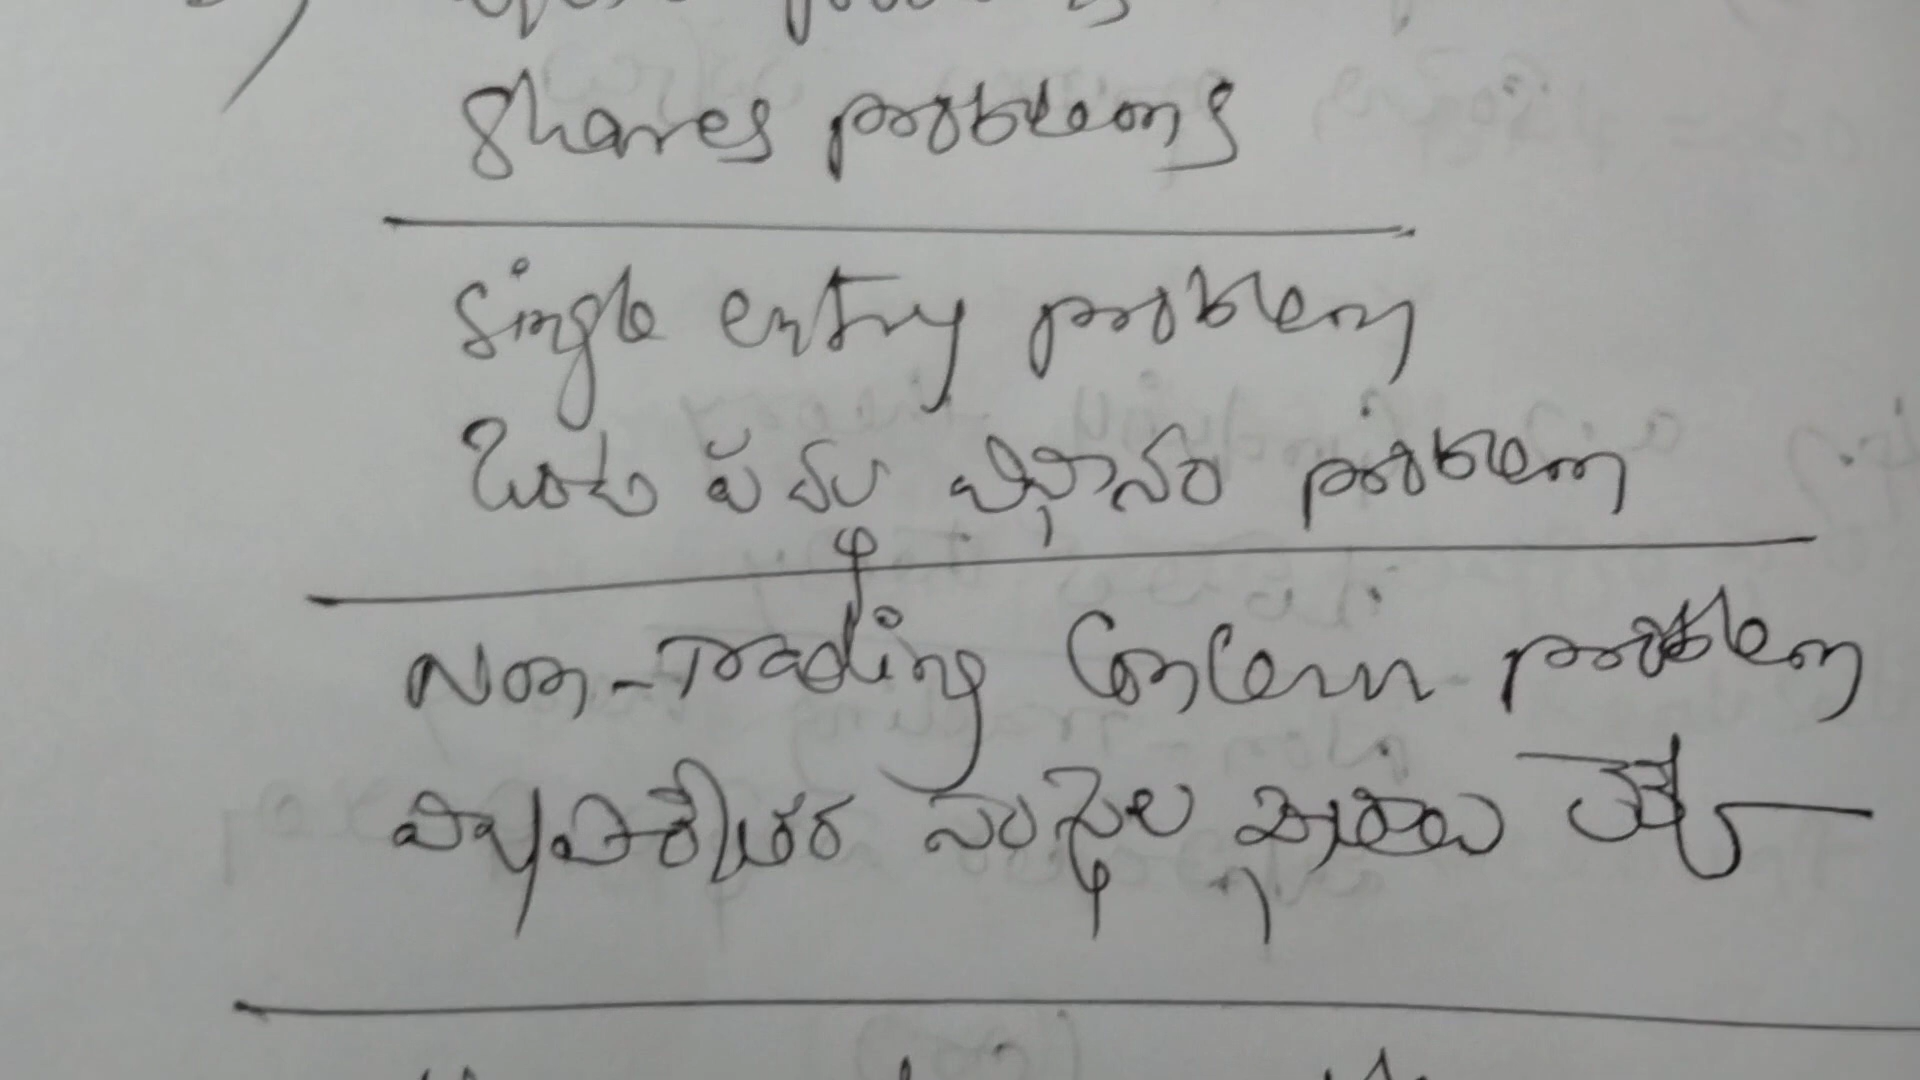 Shares problems
Single entry problem
ఒంటి పద్దు విధానం problem
Non-Trading Concern problem
వ్యాపారేతర సంస్థల